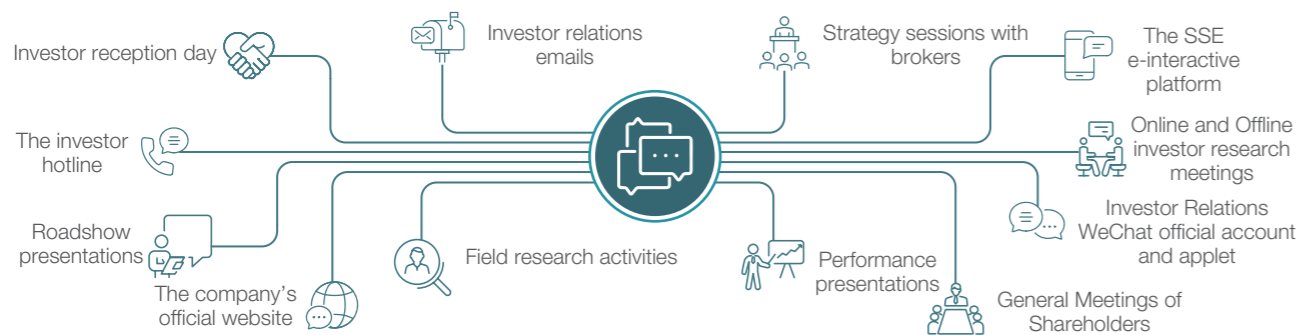 Investor reception day
Investor relations
emails
Strategy sessions with
brokers
The SSE
e-interactive
platform
The investor
hotline
Online and Offline
investor research
meetings
Roadshow
presentations
Investor Relations
WeChat official account
and applet
The company's
official website
Field research activities
Performance
presentations
General Meetings of
Shareholders